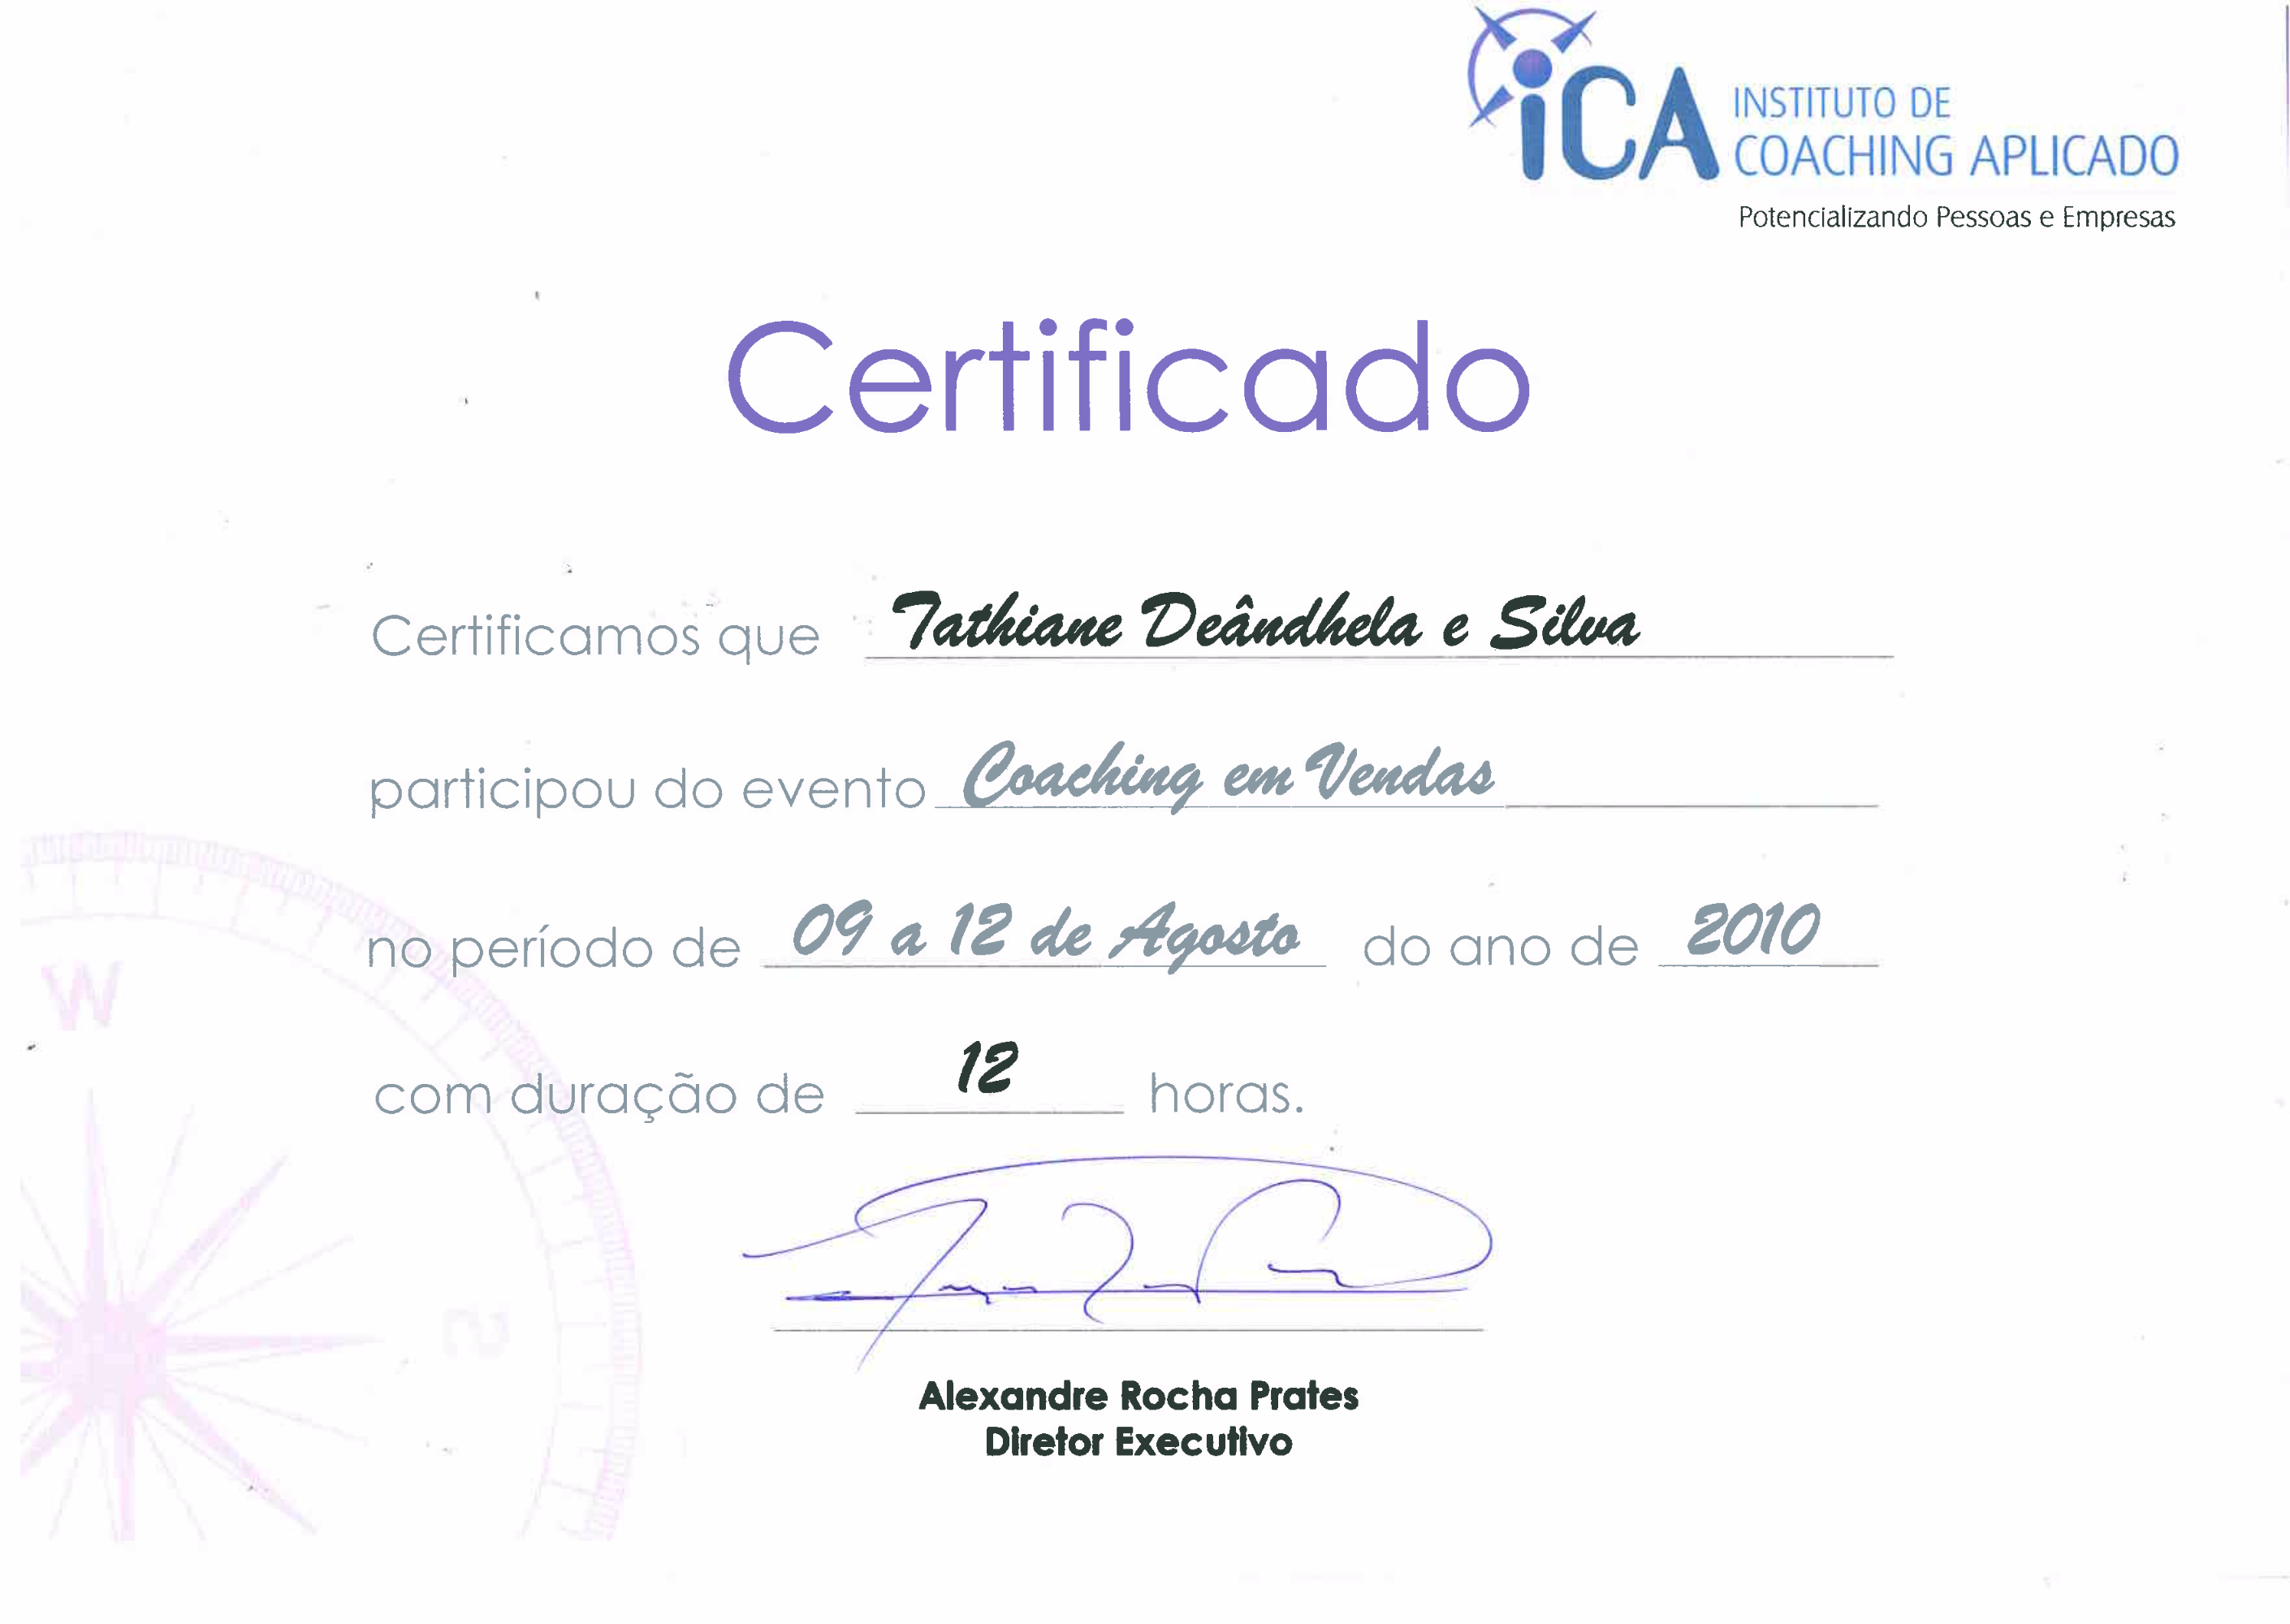 iCA INSTITUTO DE
COACHING APLICADO
Potencializando Pessoas e Empresas
Certificado
Certificamos que Tathiane Deândhela e Silva
participou do evento Coaching em Vendas
no período de 09 a 12 de Agosto do ano de 2010
com duração de 12 horas.
Alexandre Rocha Prates
Diretor Executivo
W